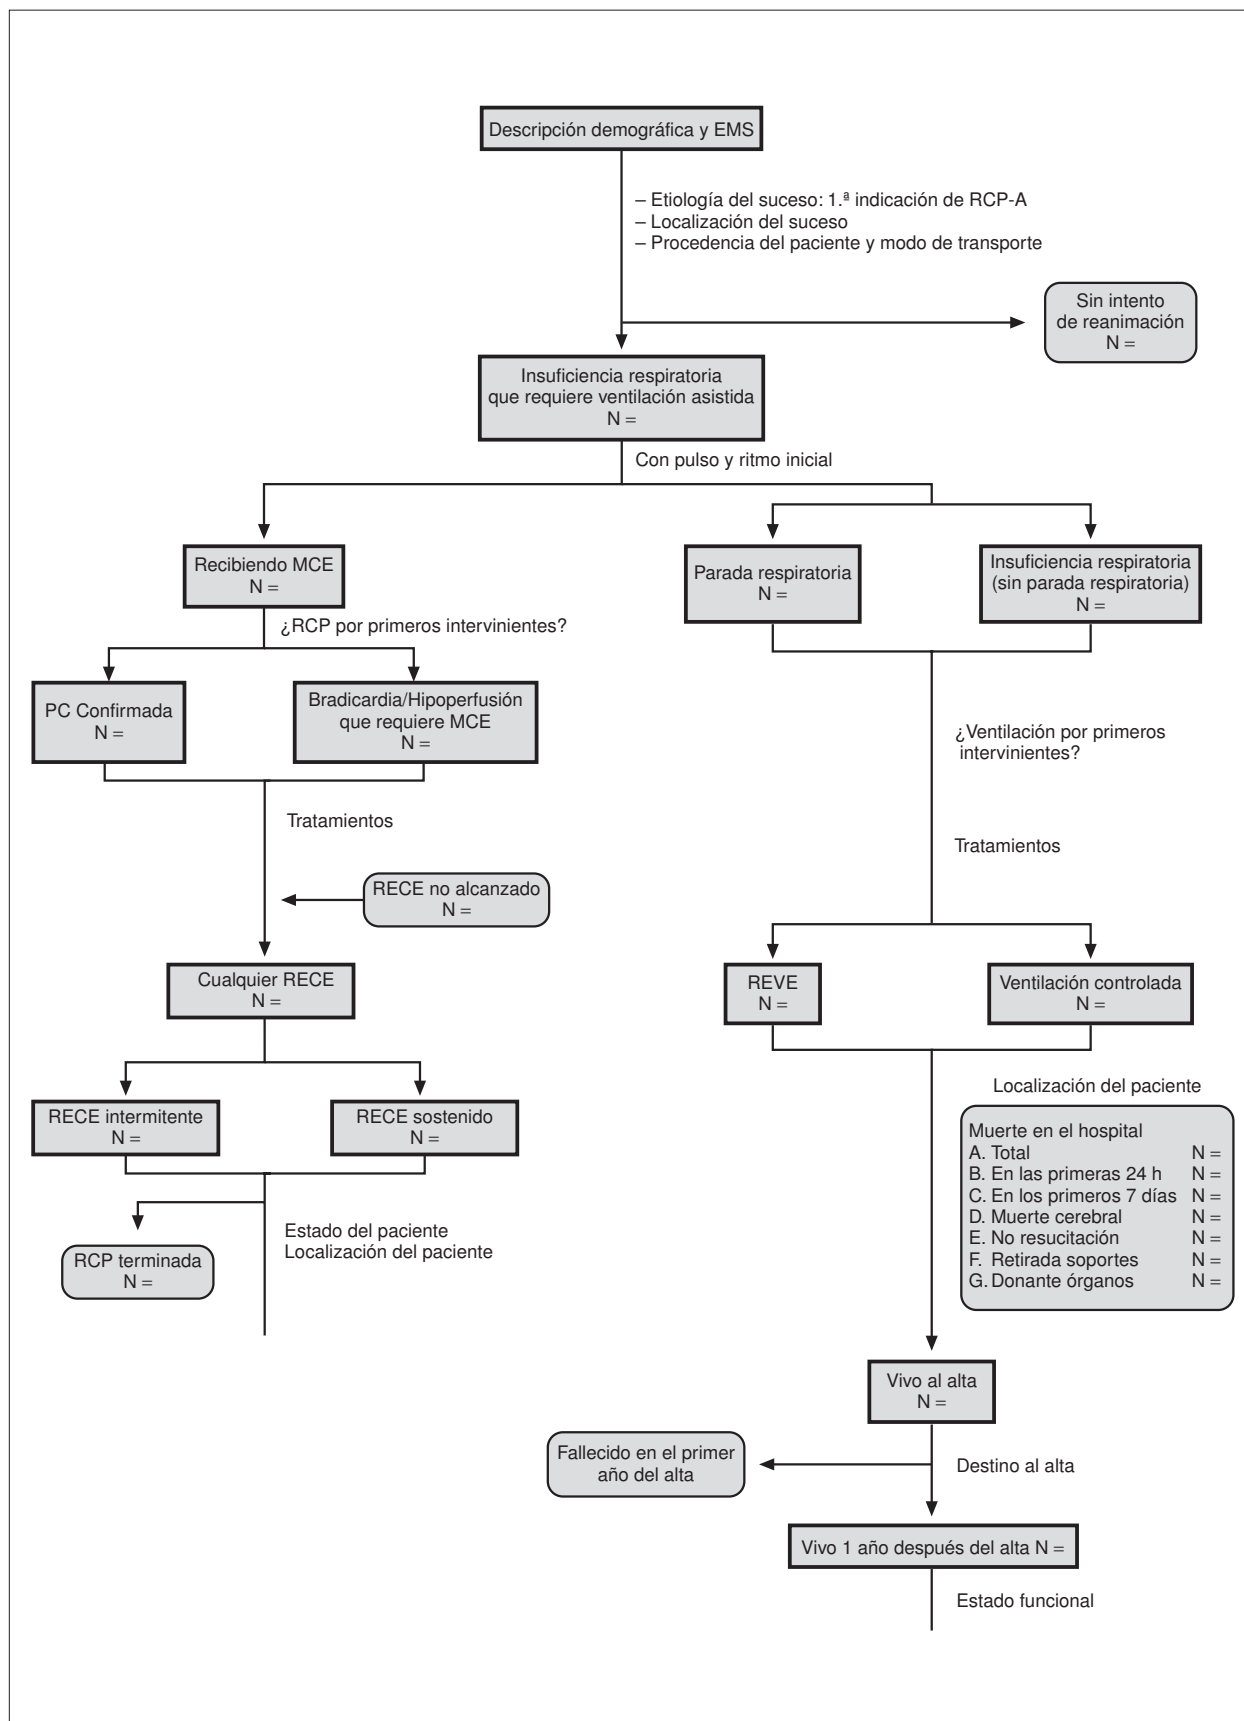 Descripción demográfica y EMS
– Etiología del suceso: 1.ª indicación de RCP-A
– Localización del suceso
– Procedencia del paciente y modo de transporte
Sin intento
de reanimación
N =
Insuficiencia respiratoria
que requiere ventilación asistida
N =
Con pulso y ritmo inicial
Recibiendo MCE
N =
Parada respiratoria
N =
Insuficiencia respiratoria
(sin parada respiratoria)
N =
¿RCP por primeros intervinientes?
PC Confirmada
N =
Bradicardia/Hipoperfusión
que requiere MCE
N =
¿Ventilación por primeros
intervinientes?
Tratamientos
Tratamientos
RECE no alcanzado
N =
Cualquier RECE
N =
REVE
N =
Ventilación controlada
N =
RECE intermitente
N =
RECE sostenido
N =
Localización del paciente
Muerte en el hospital
A. Total N =
B. En las primeras 24 h N =
C. En los primeros 7 días N =
D. Muerte cerebral N =
E. No resucitación N =
F. Retirada soportes N =
G. Donante órganos N =
Estado del paciente
Localización del paciente
RCP terminada
N =
Vivo al alta
N =
Fallecido en el primer
año del alta
Destino al alta
Vivo 1 año después del alta N =
Estado funcional